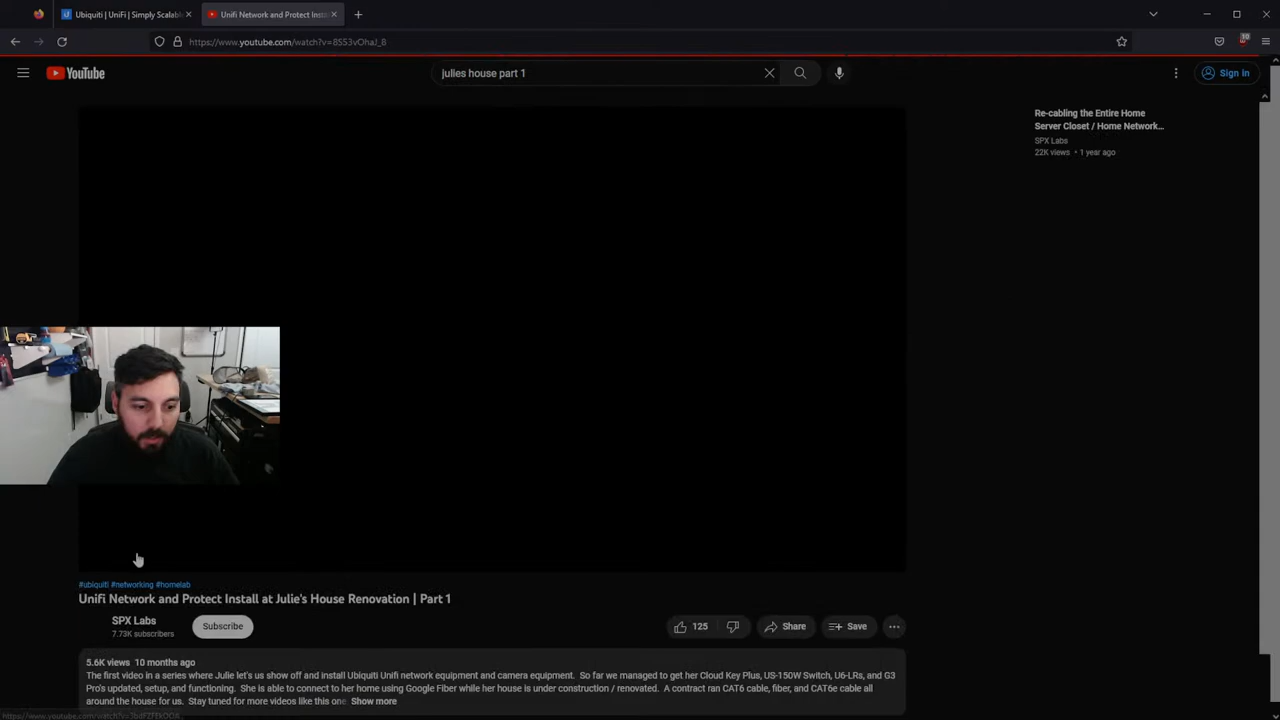 Ubiquiti | UniFi | Simply Scalabl
Unifi Network and Protect Insta
https://www.youtube.com/watch?v=8S53vOhaJ_8
10
YouTube
julies house part 1
Sign in
Re-cabling the Entire Home
Server Closet / Home Network...
SPX Labs
22K views • 1 year ago
#ubiquiti #networking #homelab
Unifi Network and Protect Install at Julie's House Renovation | Part 1
SPX Labs
7.73K subscribers
Subscribe
125
Share
Save
5.6K views 10 months ago
The first video in a series where Julie let's us show off and install Ubiquiti Unifi network equipment and camera equipment. So far we managed to get her Cloud Key Plus, US-150W Switch, U6-LRs, and G3
Pro's updated, setup, and functioning. She is able to connect to her home using Google Fiber while her house is under construction / renovated. A contract ran CAT6 cable, fiber, and CAT6e cable all
around the house for us. Stay tuned for more videos like this one. Show more